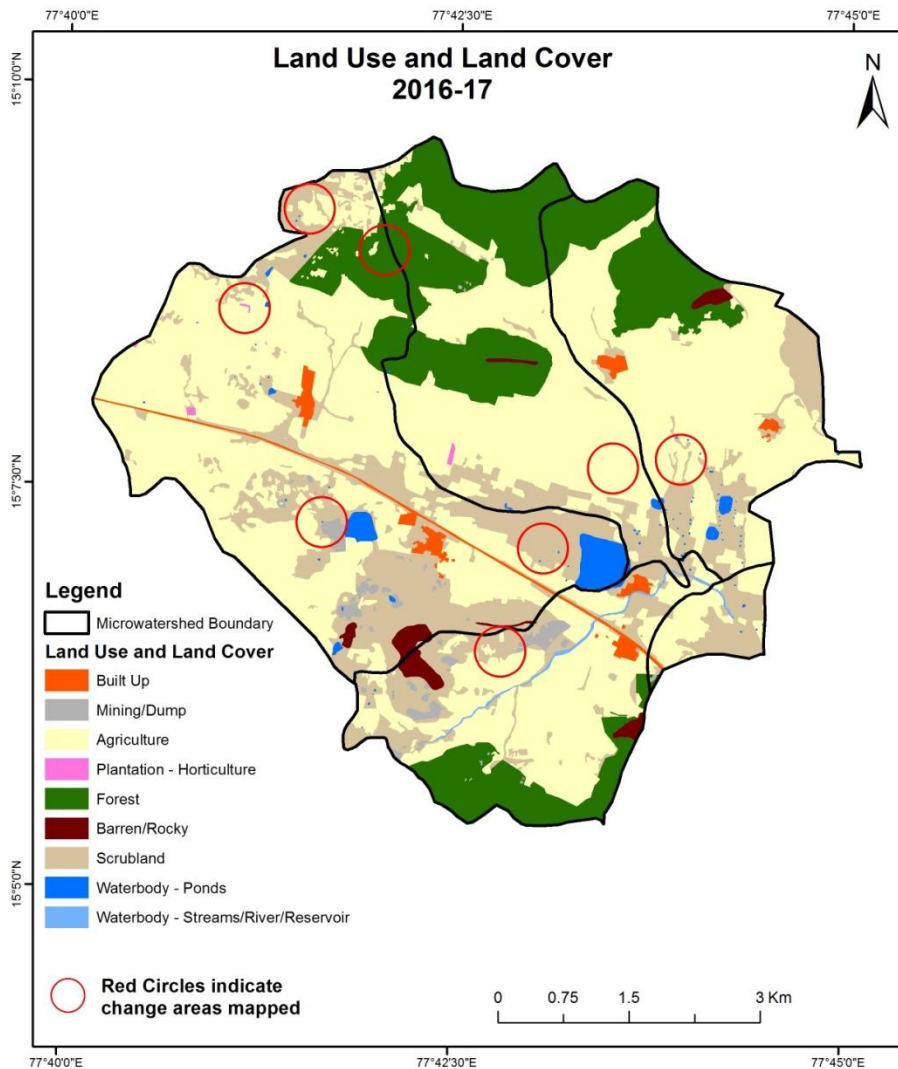 77°40'0"E
77°42'30"E
77°45'0"E
Land Use and Land Cover
2016-17
N
15°10'0"N
15°7'30"N
15°5'0"N
Legend
Microwatershed Boundary
Land Use and Land Cover
Built Up
Mining/Dump
Agriculture
Plantation - Horticulture
Forest
Barren/Rocky
Scrubland
Waterbody - Ponds
Waterbody - Streams/River/Reservoir
Red Circles indicate
change areas mapped
0 0.75 1.5 3 Km
77°40'0"E
77°42'30"E
77°45'0"E